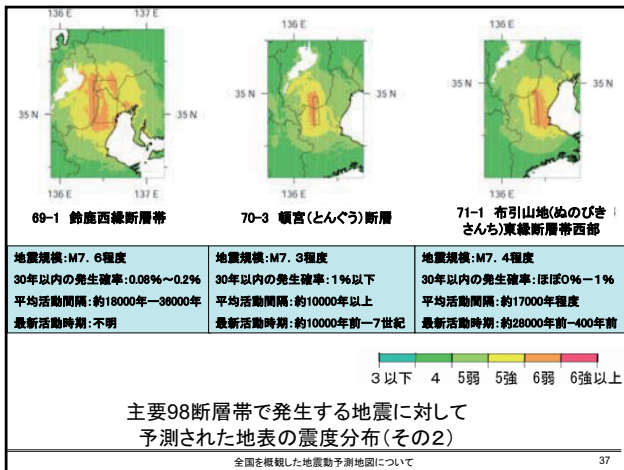 136 E
137 E
136 E
136 E
35 N
35 N
35 N
35 N
136 E
137 E
136 E
136 E
69-1 鈴鹿西縁断層帯
70-3 頓宮(とんぐう)断層
71-1 布引山地(ぬのびき
さんち)東縁断層帯西部
地震規模:M7.6程度
30年以内の発生確率:0.08%~0.2%
平均活動間隔:約18000年ー36000年
最新活動時期:不明
地震規模:M7.3程度
30年以内の発生確率:1%以下
平均活動間隔:約10000年以上
最新活動時期:約10000年前ー7世紀
地震規模:M7.4程度
30年以内の発生確率:ほぼ0%-1%
平均活動間隔:約17000年程度
最新活動時期:約28000年前-400年前
3以下 4 5弱 5強 6弱 6強以上
主要98断層帯で発生する地震に対して
予測された地表の震度分布(その2)
全国を概観した地震動予測地図について
37